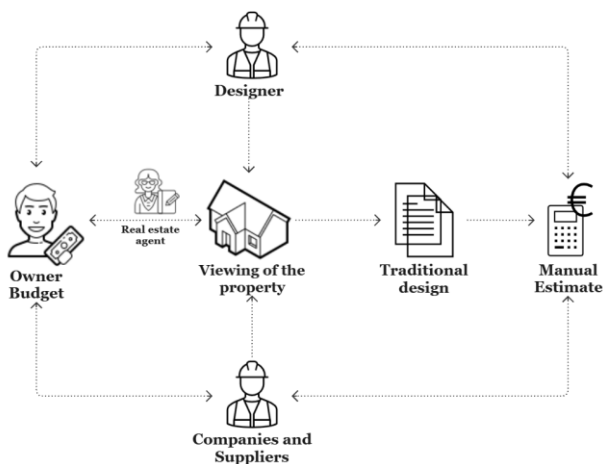 Designer
Real estate
agent
Owner
Budget
Viewing of the
property
Traditional
design
€
Manual
Estimate
Companies and
Suppliers